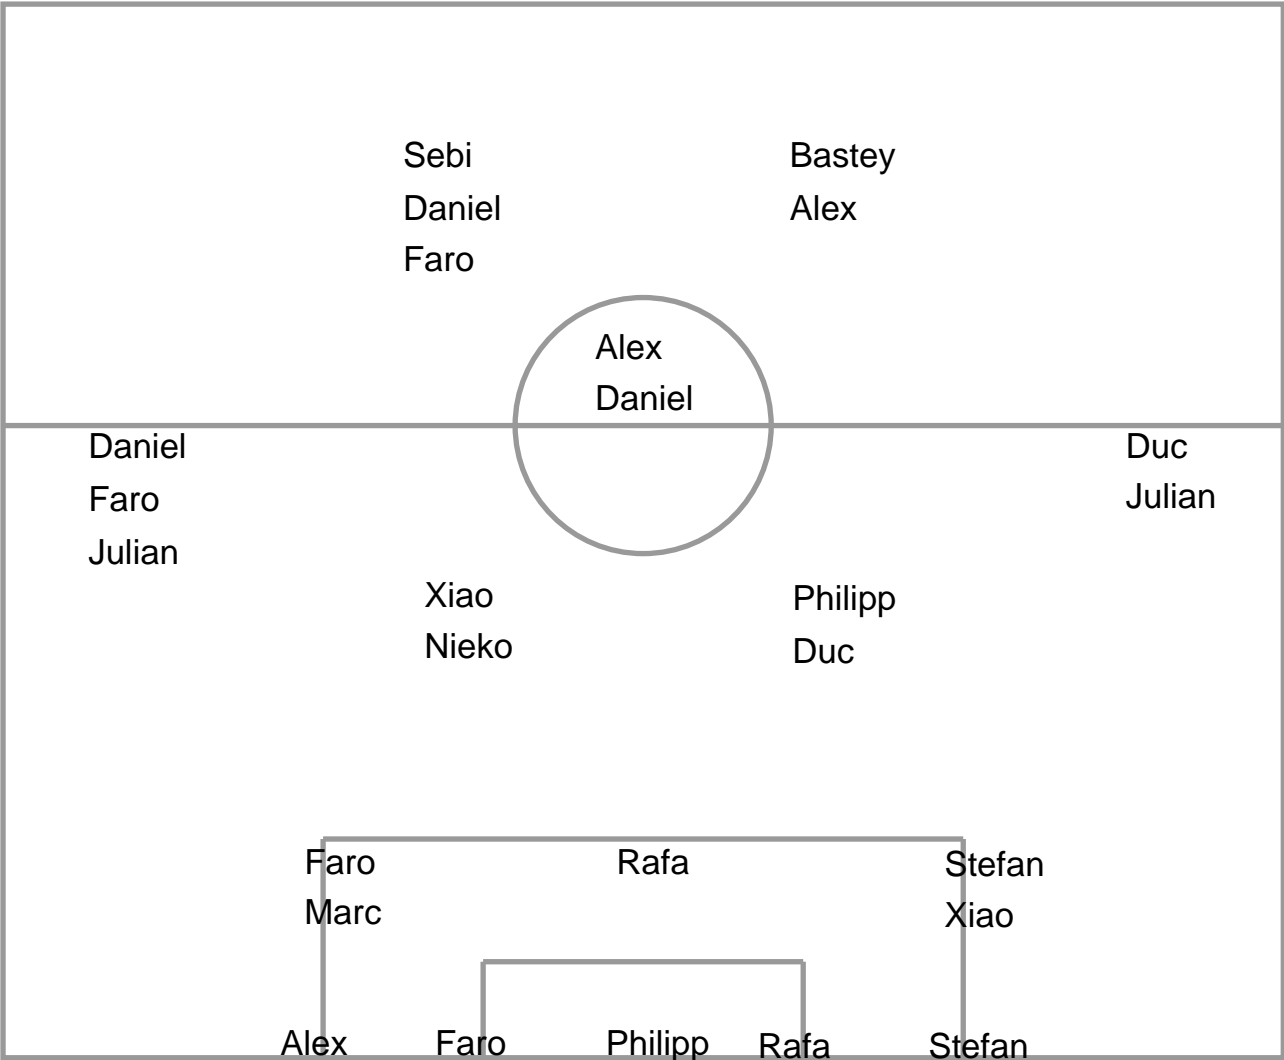 Sebi
Daniel
Faro
Bastey
Alex
Alex
Daniel
Daniel
Faro
Julian
Duc
Julian
Xiao
Nieko
Philipp
Duc
Faro
Marc
Rafa
Stefan
Xiao
Alex
Faro
Philipp
Rafa
Stefan